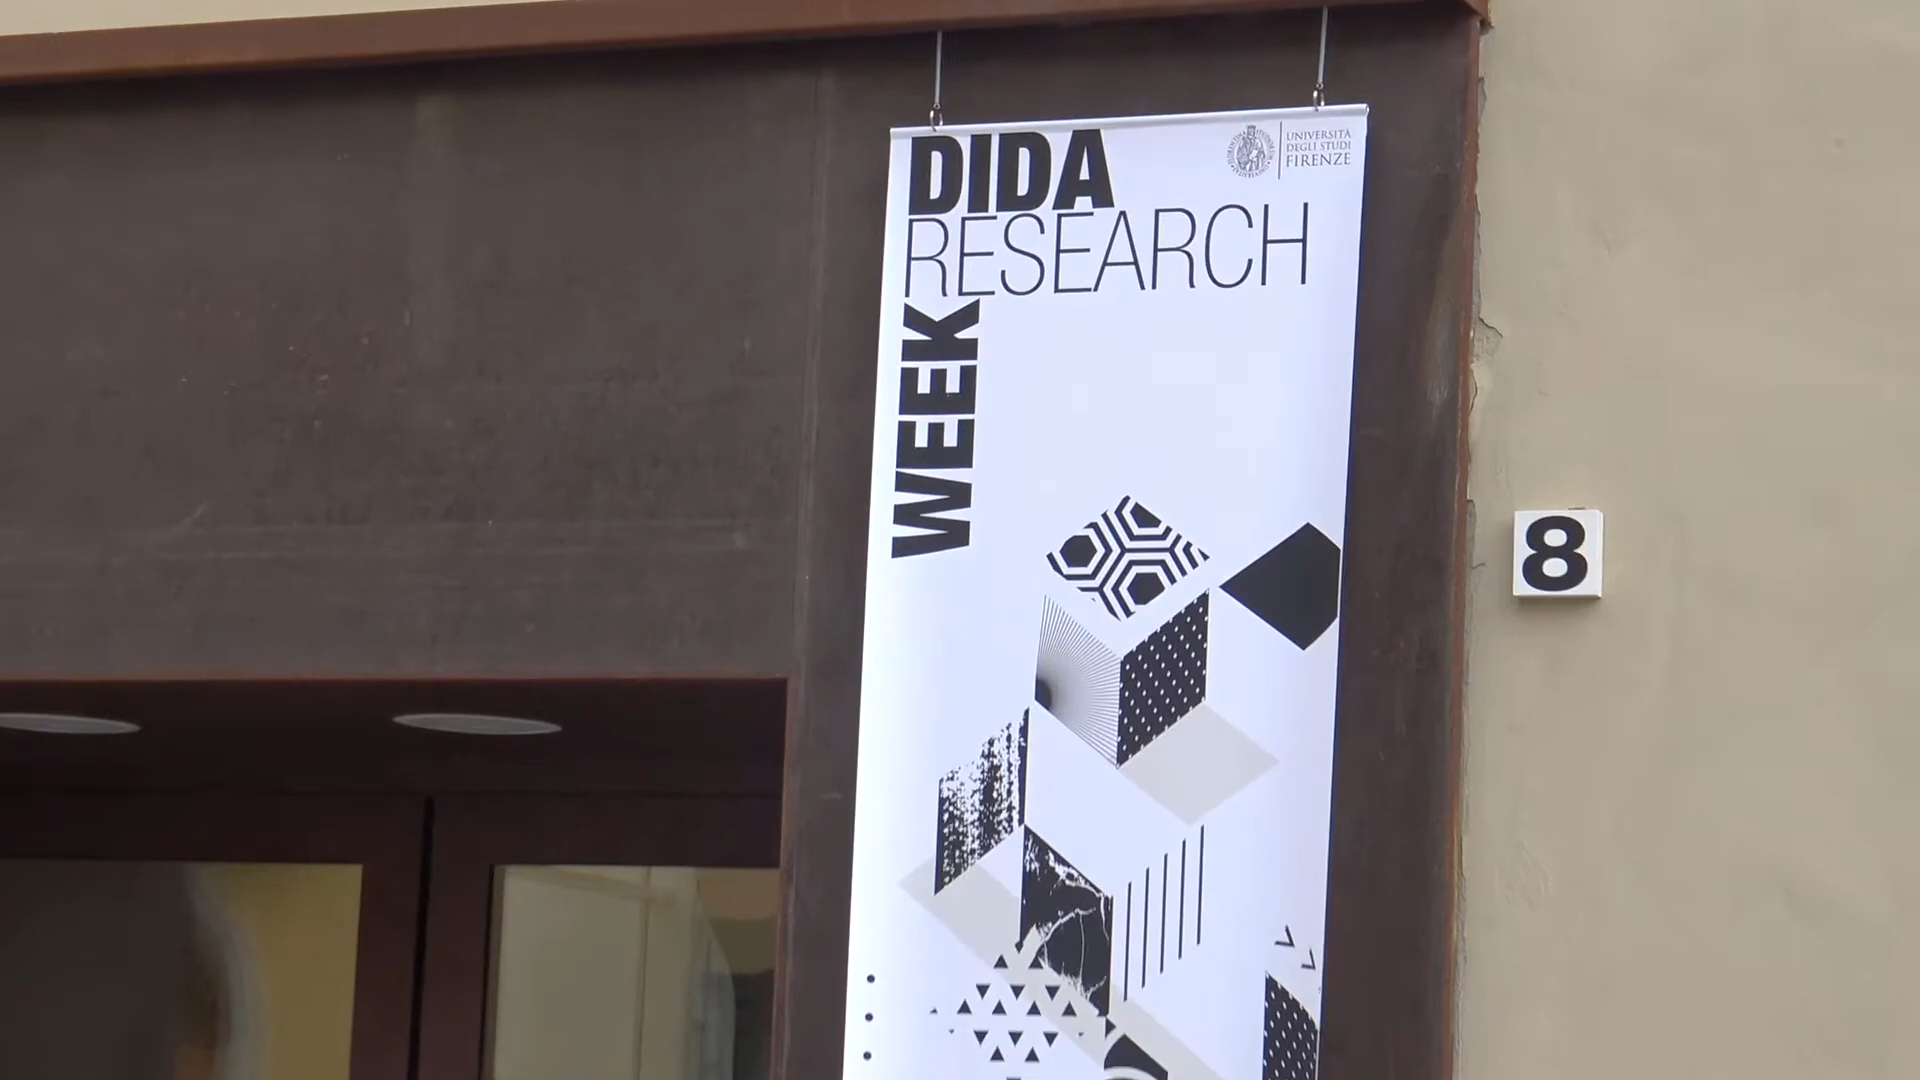 DIDA
RESEARCH
WEEK
UNIVERSITÀ
DEGLI STUDI
FIRENZE
8